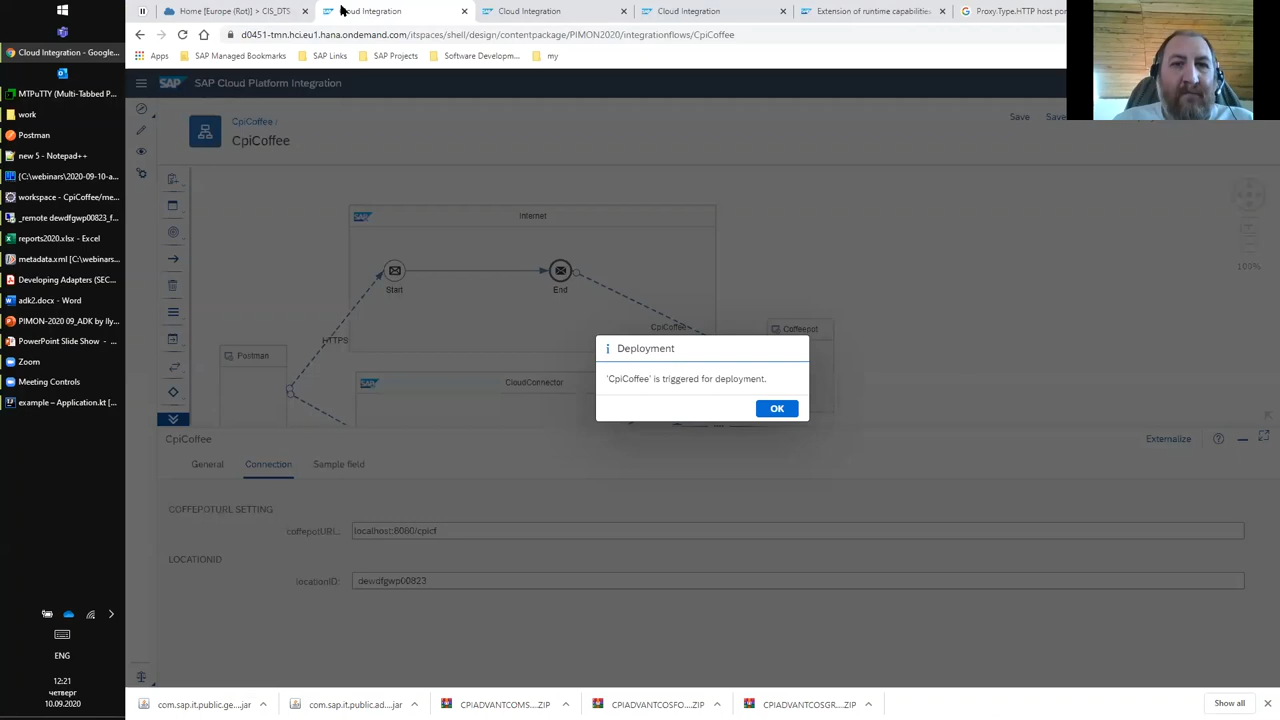 Home [Europe (Rot)] > CIS_DTS
Cloud Integration
Cloud Integration
Cloud Integration
Extension of runtime capabilities
Proxy.Type.HTTP host po
d0451-tmn.hci.eu1.hana.ondemand.com/itspaces/shell/design/contentpackage/PIMON2020/integrationflows/CpiCoffee
Apps
SAP Managed Bookmarks
SAP Links
SAP Projects
Software Developm...
my
SAP
SAP Cloud Platform Integration
CpiCoffee /
CpiCoffee
Save
SAP
Internet
Start
End
100%
CpiCoffee
Coffeepot
HTTPS
Postman
SAP
CloudConnector
Deployment
'CpiCoffee' is triggered for deployment.
OK
CpiCoffee
Externalize
General
Connection
Sample field
COFFEPOTURL SETTING
coffepotURI...
localhost:8080/cpicf
LOCATIONID
locationID:
dewdfgwp00823
Cloud Integration - Google...
MTPuTTY (Multi-Tabbed P...
work
Postman
new 5 - Notepad++
[C:\webinars\2020-09-10-a...
workspace - CpiCoffee/me...
_remote dewdfgwp00823_f...
reports2020.xlsx - Excel
metadata.xml [C:\webinars...
Developing Adapters (SEC...
adk2.docx - Word
PIMON-2020 09_ADK by Ily...
PowerPoint Slide Show - ...
Zoom
Meeting Controls
example – Application.kt [...
ENG
12:21
четверг
10.09.2020
com.sap.it.public.ge....jar
com.sap.it.public.ad....jar
CPIADVANTCOMS....ZIP
CPIADVANTCOSFO....ZIP
CPIADVANTCOSGR....ZIP
Show all